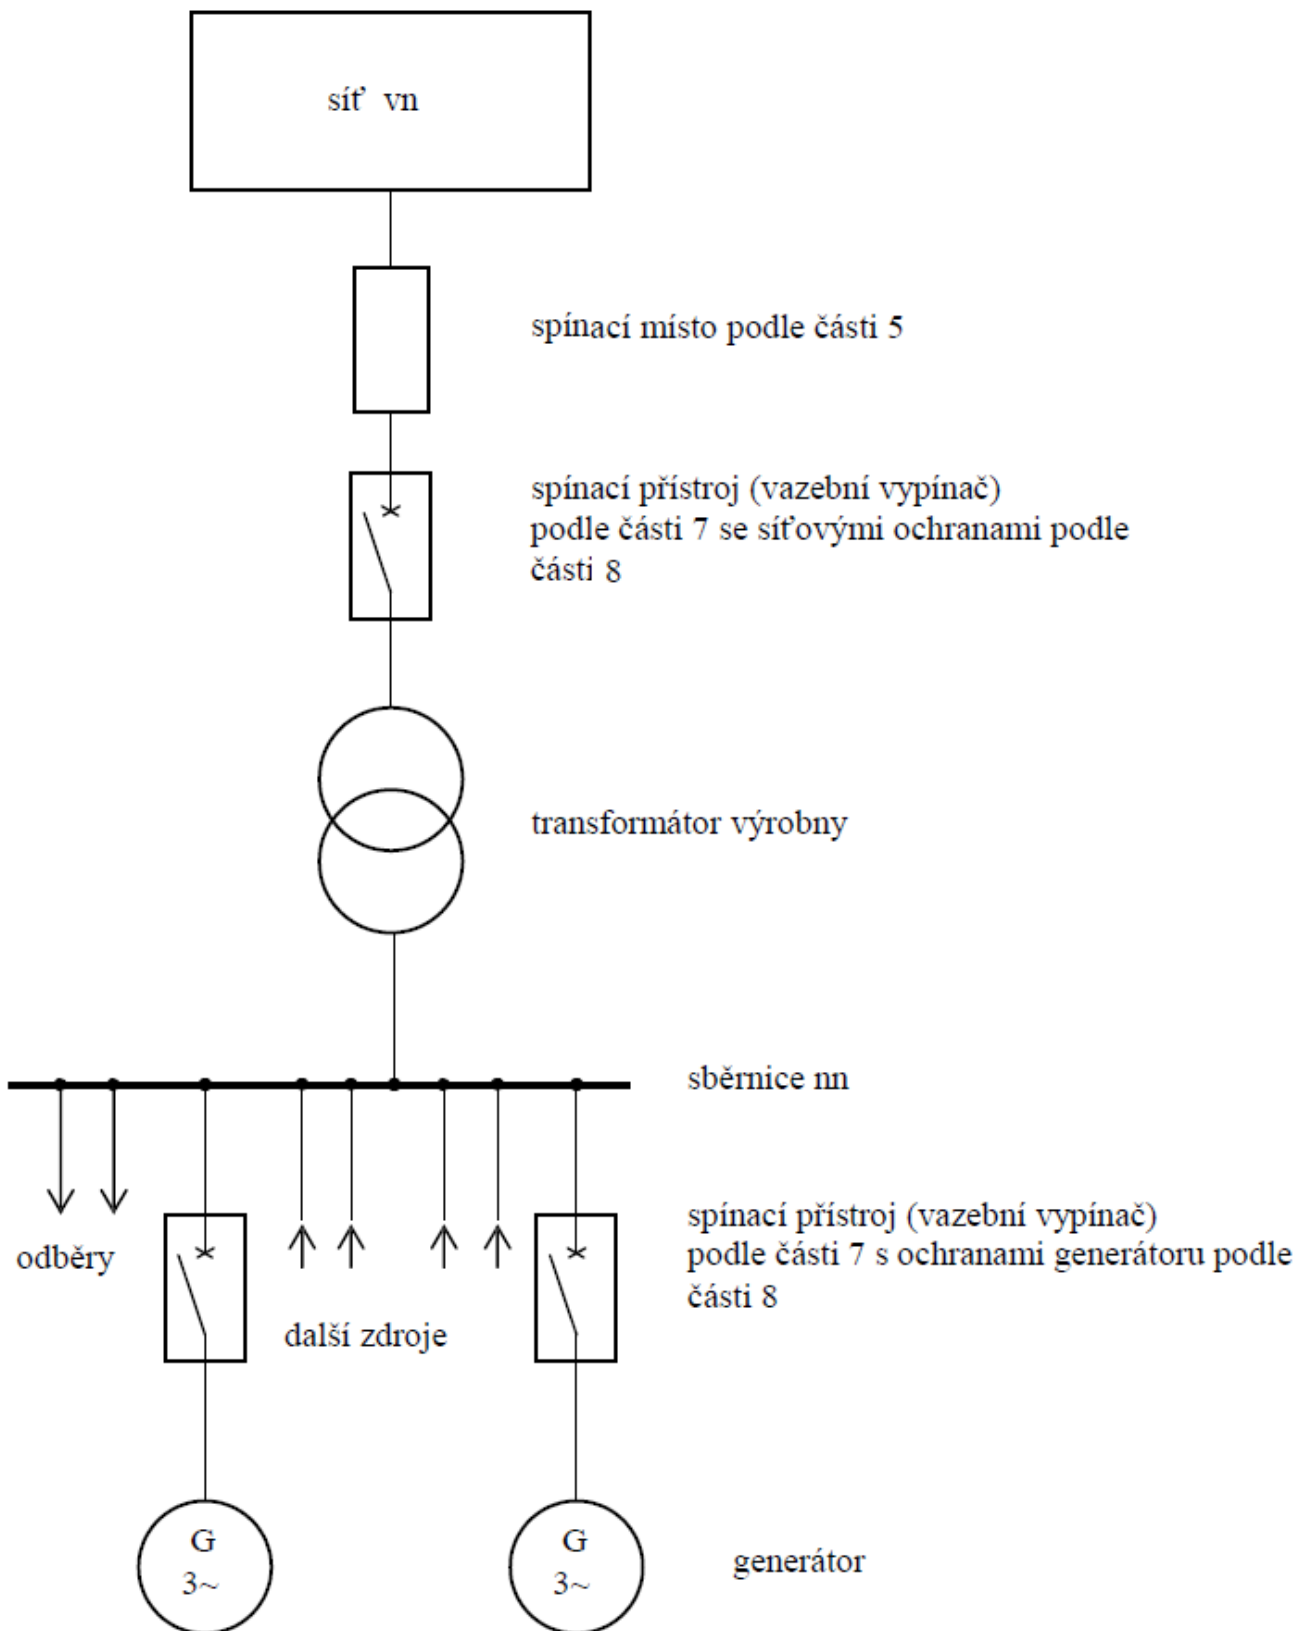 síť vn
spínací místo podle části 5
spínací přístroj (vazební vypínač)
podle části 7 se síťovými ochranami podle
části 8
transformátor výrobny
sběrnice nn
odběry
další zdroje
spínací přístroj (vazební vypínač)
podle části 7 s ochranami generátoru podle
části 8
G
3~
G
3~
generátor